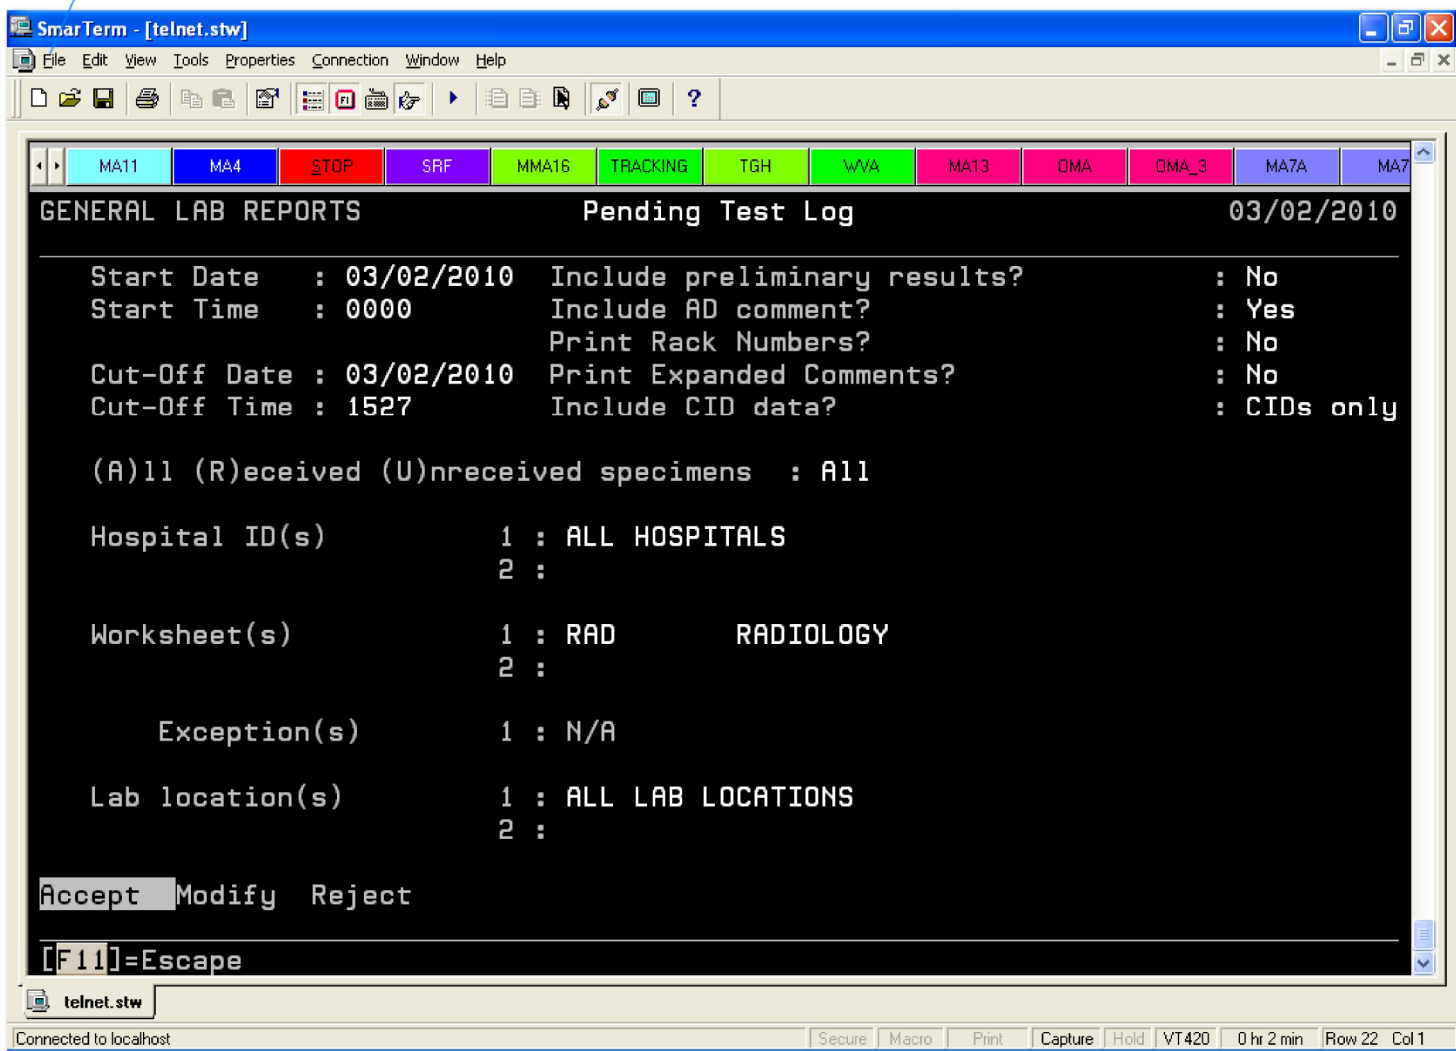 SmarTerm - [telnet.stw]
File Edit View Tools Properties Connection Window Help
MA11 MA4 STOP SRF MMA16 TRACKING TGH WVA MA13 OMA OMA_3 MA7A MA7
GENERAL LAB REPORTS Pending Test Log 03/02/2010
Start Date : 03/02/2010 Include preliminary results? : No
Start Time : 0000 Include AD comment? : Yes
Print Rack Numbers? : No
Cut-Off Date : 03/02/2010 Print Expanded Comments? : No
Cut-Off Time : 1527 Include CID data? : CIDs only
(A)ll (R)eceived (U)nreceived specimens : All
Hospital ID(s) 1 : ALL HOSPITALS
2 :
Worksheet(s) 1 : RAD RADIOLOGY
2 :
Exception(s) 1 : N/A
Lab location(s) 1 : ALL LAB LOCATIONS
2 :
Accept Modify Reject
[F11]=Escape
telnet.stw
Connected to localhost Secure Macro Print Capture Hold VT420 0 hr 2 min Row 22 Col 1